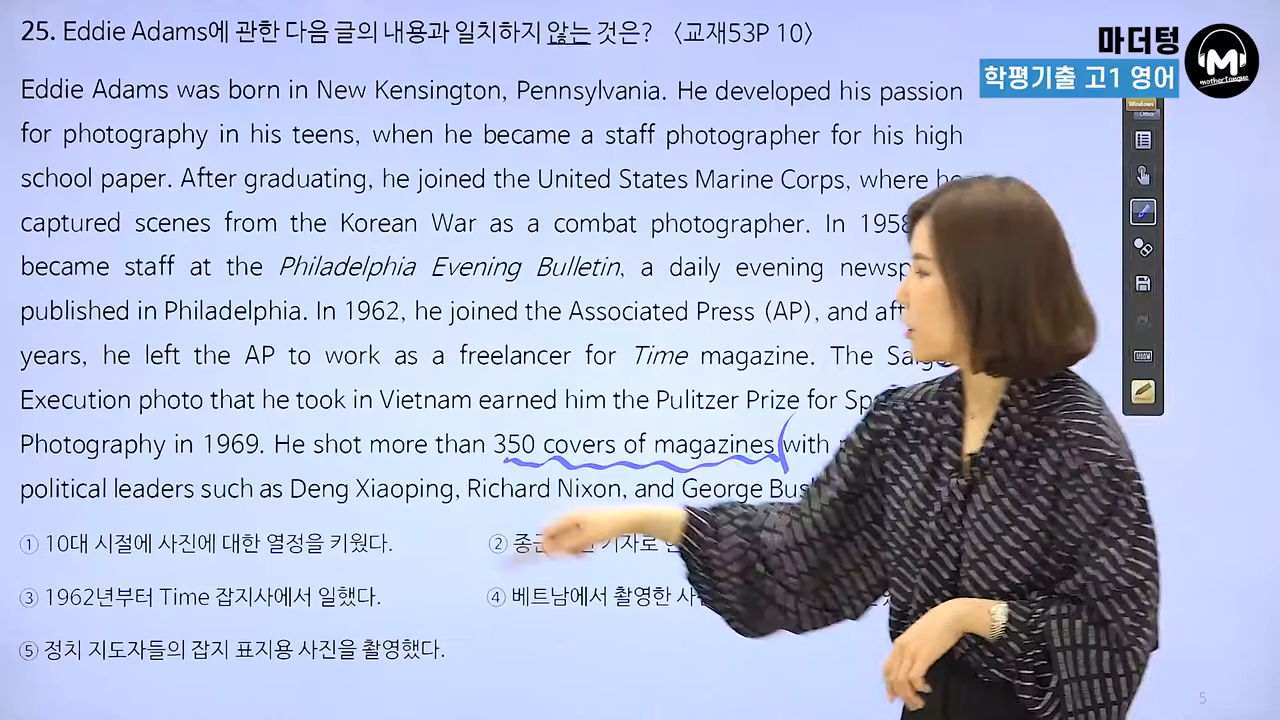 25. Eddie Adams에 관한 다음 글의 내용과 일치하지 않는 것은? 〈교재53P 10〉
마더텅
학평기출 고1 영어
M
mothertongue
Windows
Office
Eddie Adams was born in New Kensington, Pennsylvania. He developed his passion
for photography in his teens, when he became a staff photographer for his high
school paper. After graduating, he joined the United States Marine Corps, where he
captured scenes from the Korean War as a combat photographer. In 1958
became staff at the Philadelphia Evening Bulletin, a daily evening
published in Philadelphia. In 1962, he joined the Associated Press (AP), and
years, he left the AP to work as a freelancer for Time magazine. The
Execution photo that he took in Vietnam earned him the Pulitzer Prize for
Photography in 1969. He shot more than 350 covers of magazines with
political leaders such as Deng Xiaoping, Richard Nixon, and George
① 10대 시절에 사진에 대한 열정을 키웠다.
② 기자로
③ 1962년부터 Time 잡지사에서 일했다.
④ 베트남에서 촬영한
⑤ 정치 지도자들의 잡지 표지용 사진을 촬영했다.
5